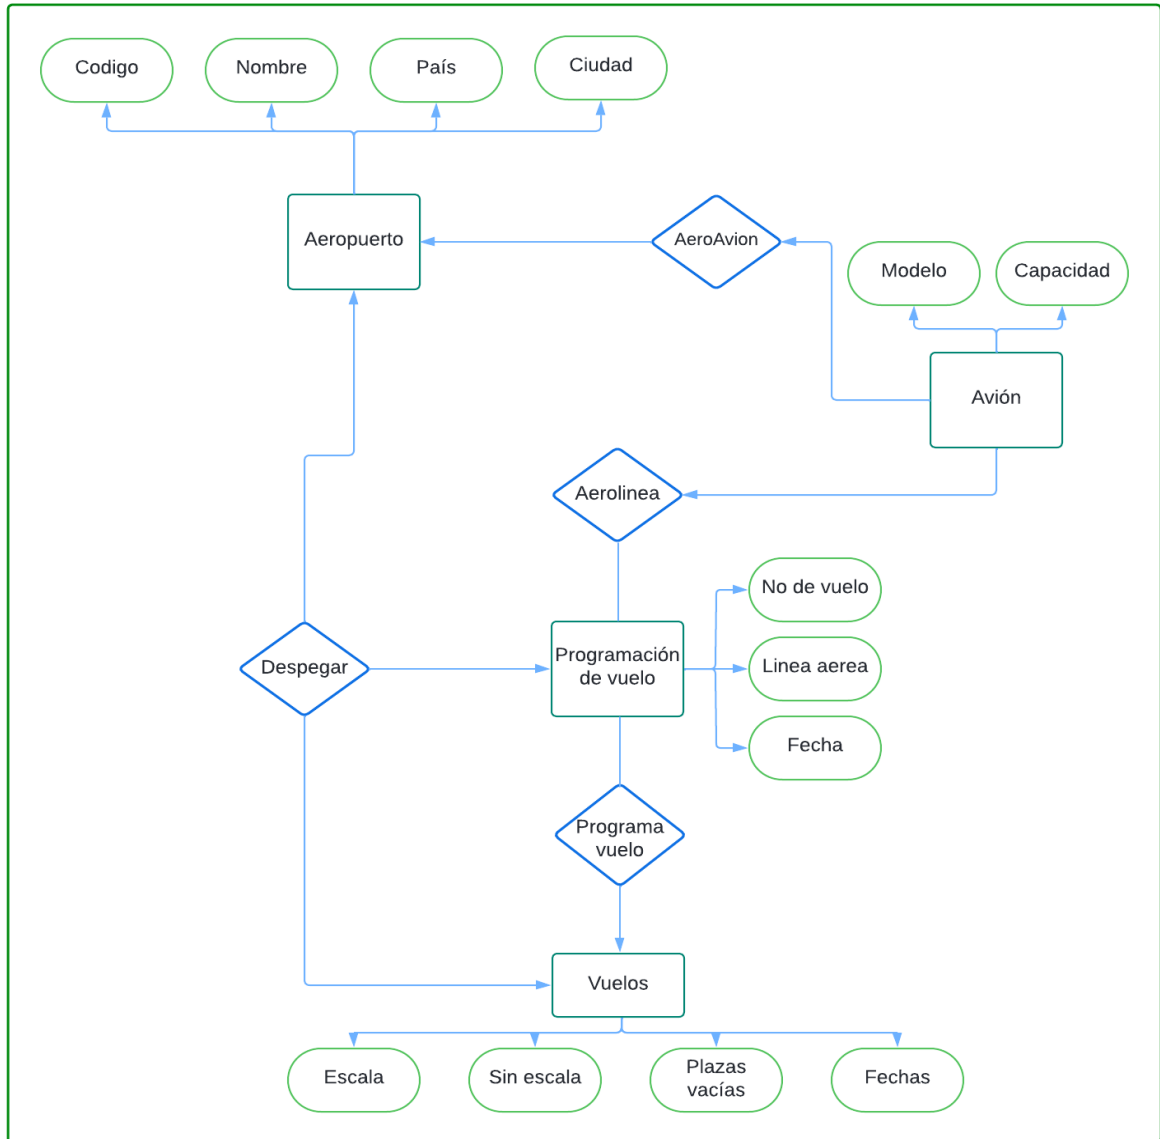 Codigo
Nombre
País
Ciudad
Aeropuerto
AeroAvion
Modelo
Capacidad
Avión
Aerolinea
No de vuelo
Programación
de vuelo
Linea aerea
Despegar
Fecha
Programa
vuelo
Vuelos
Escala
Sin escala
Plazas
vacías
Fechas